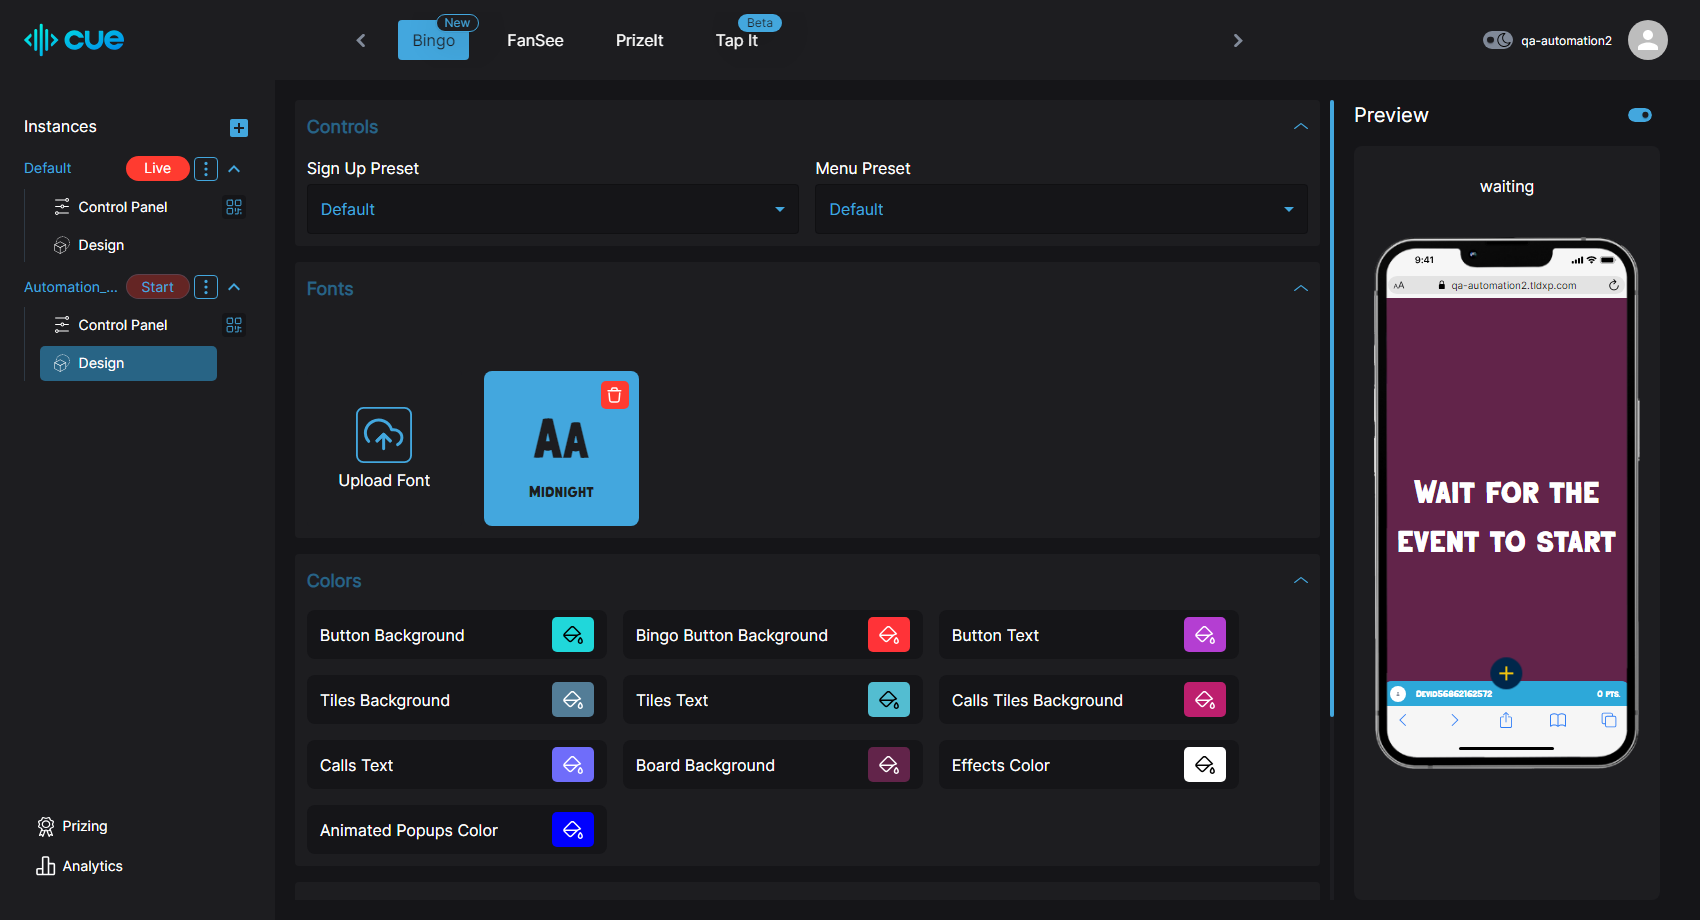 cue
Bingo
New
FanSee
PrizeIt
Tap It
Beta
qa-automation2
Instances
Default
Live
Control Panel
Design
Automation_...
Start
Control Panel
Design
Prizing
Analytics
Controls
Sign Up Preset
Menu Preset
Default
Default
Fonts
Upload Font
AA
MIDNIGHT
Colors
Button Background
Bingo Button Background
Button Text
Tiles Background
Tiles Text
Calls Tiles Background
Calls Text
Board Background
Effects Color
Animated Popups Color
Preview
waiting
9:41
AA
qa-automation2.tldxp.com
WAIT FOR THE
EVENT TO START
DEVID56862162572
0 PTS.